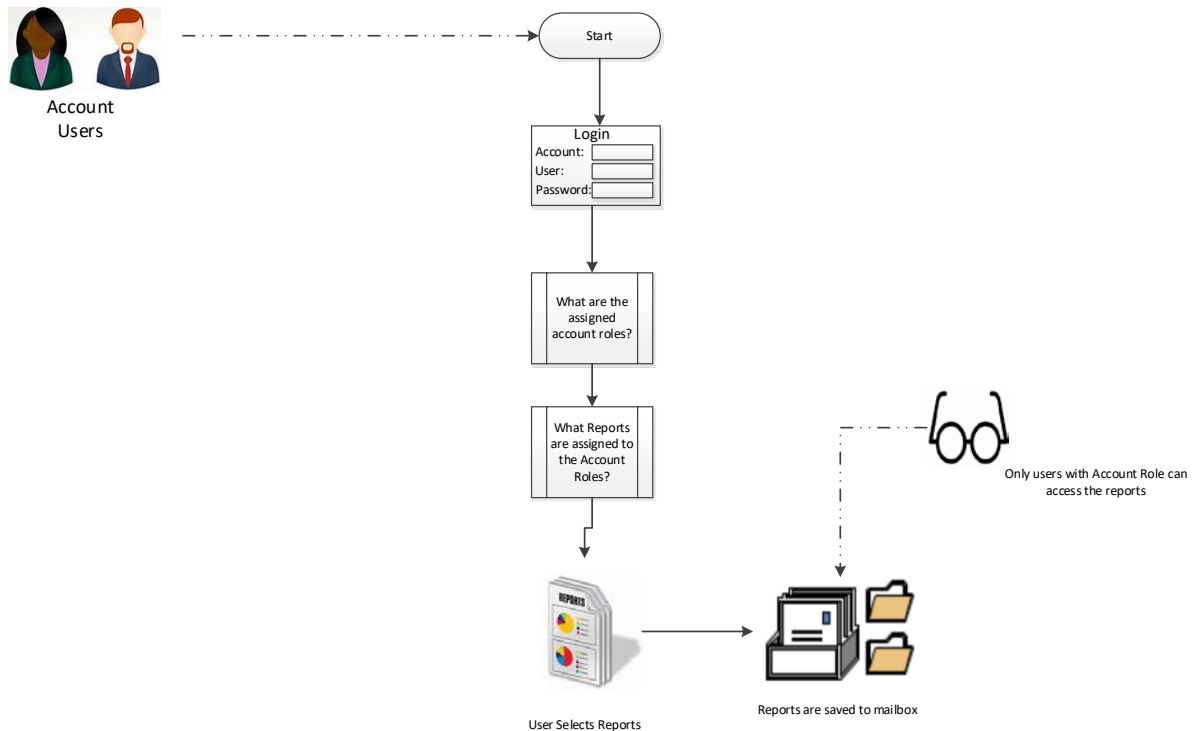 Account
Users
Start
Login
Account:
User:
Password:
What are the
assigned
account roles?
What Reports
are assigned to
the Account
Roles?
Only users with Account Role can
access the reports
REPORTS
User Selects Reports
Reports are saved to mailbox